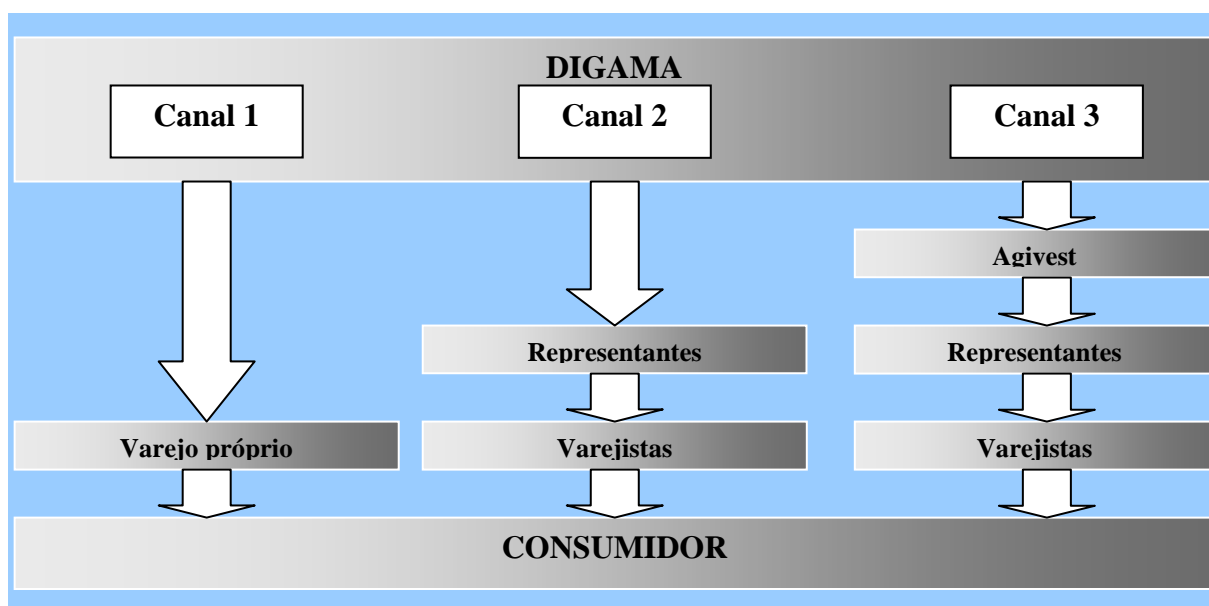 DIGAMA
Canal 1
Canal 2
Canal 3
Agivest
Representantes
Representantes
Varejo próprio
Varejistas
Varejistas
CONSUMIDOR